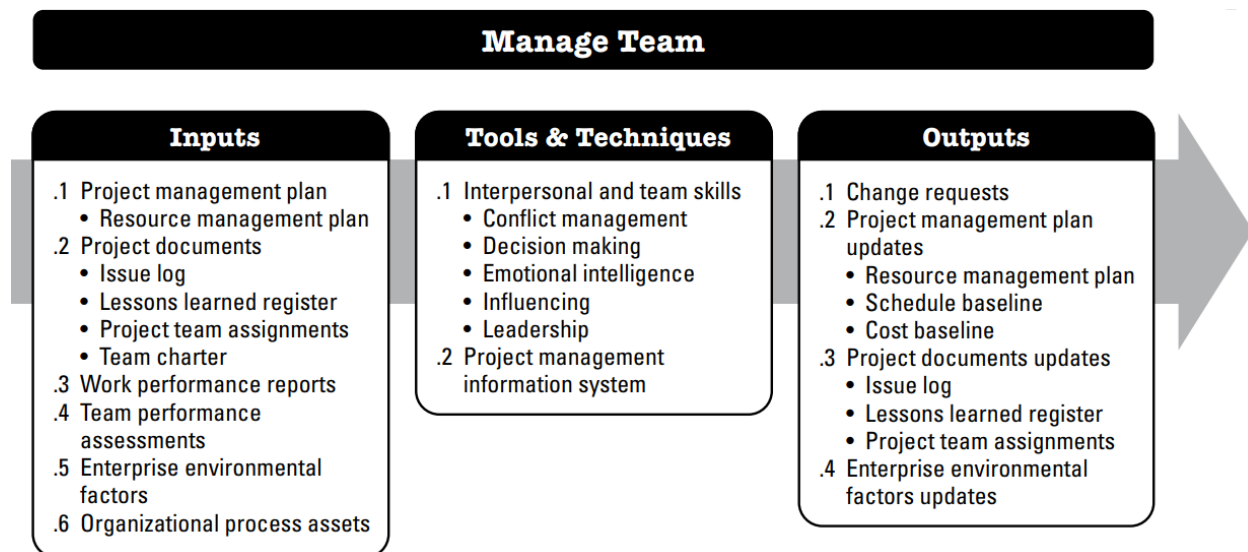 Manage Team
Inputs
.1 Project management plan
• Resource management plan
.2 Project documents
• Issue log
• Lessons learned register
• Project team assignments
• Team charter
.3 Work performance reports
.4 Team performance
assessments
.5 Enterprise environmental
factors
.6 Organizational process assets
Tools & Techniques
.1 Interpersonal and team skills
• Conflict management
• Decision making
• Emotional intelligence
• Influencing
• Leadership
.2 Project management
information system
Outputs
.1 Change requests
.2 Project management plan
updates
• Resource management plan
• Schedule baseline
• Cost baseline
.3 Project documents updates
• Issue log
• Lessons learned register
• Project team assignments
.4 Enterprise environmental
factors updates